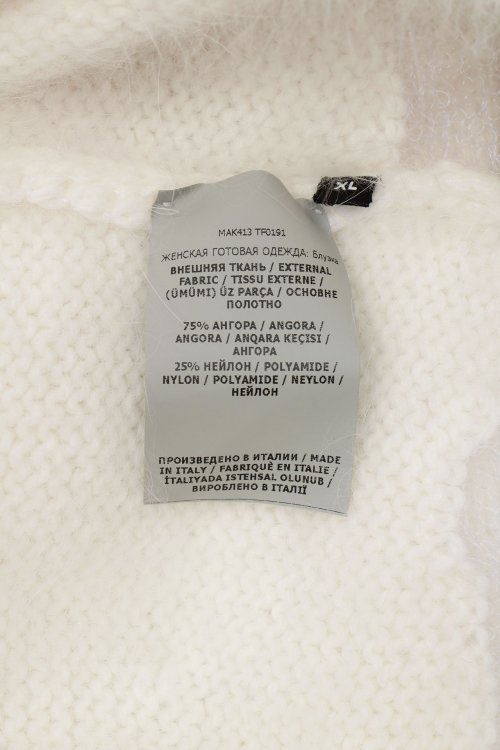 XL
MAK413 TF0191
ЖЕНСКАЯ ГОТОВАЯ ОДЕЖДА: Блузка
ВНЕШНЯЯ ТКАНЬ / EXTERNAL
FABRIC / TISSU EXTERNE /
(ÜMÜMI) ÜZ PARÇA / ОСНОВНЕ
ПОЛОТНО
75% АНГОРА / ANGORA /
ANGORA / ANQARA KEÇISI /
АНГОРА
25% НЕЙЛОН / POLYAMIDE /
NYLON / POLYAMIDE / NEYLON /
НЕЙЛОН
ПРОИЗВЕДЕНО В ИТАЛИИ / MADE
IN ITALY / FABRIQUÈ EN ITALIE /
İTALIYADA ISTEHSAL OLUNUB /
ВИРОБЛЕНО В ІТАЛІЇ